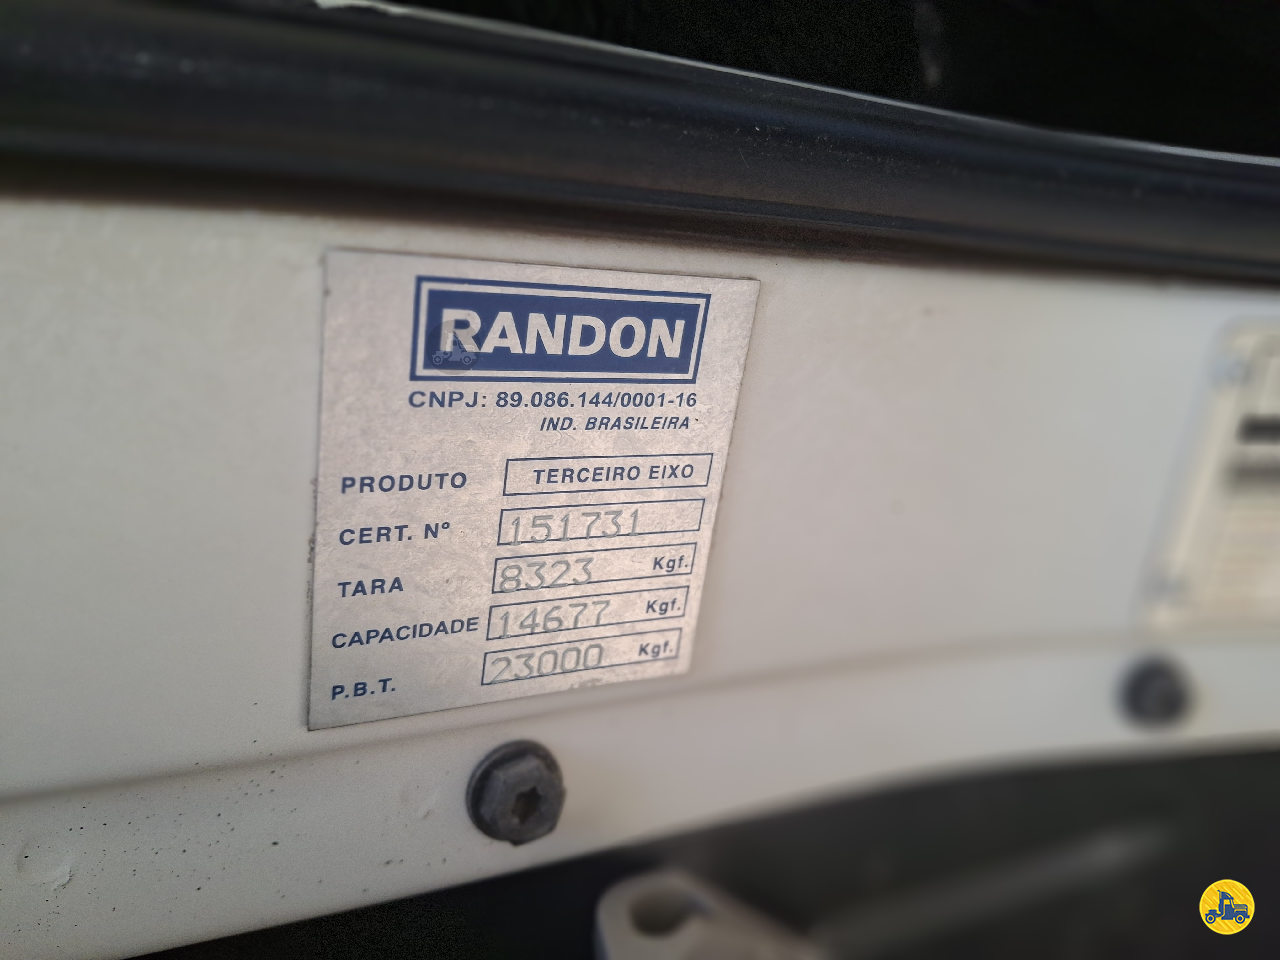 RANDON
CNPJ: 89.086.144/0001-16
IND. BRASILEIRA
PRODUTO TERCEIRO EIXO
CERT. Nº 151731
TARA 8323 Kgf.
CAPACIDADE 14677 Kgf.
P.B.T. 23000 Kgf.